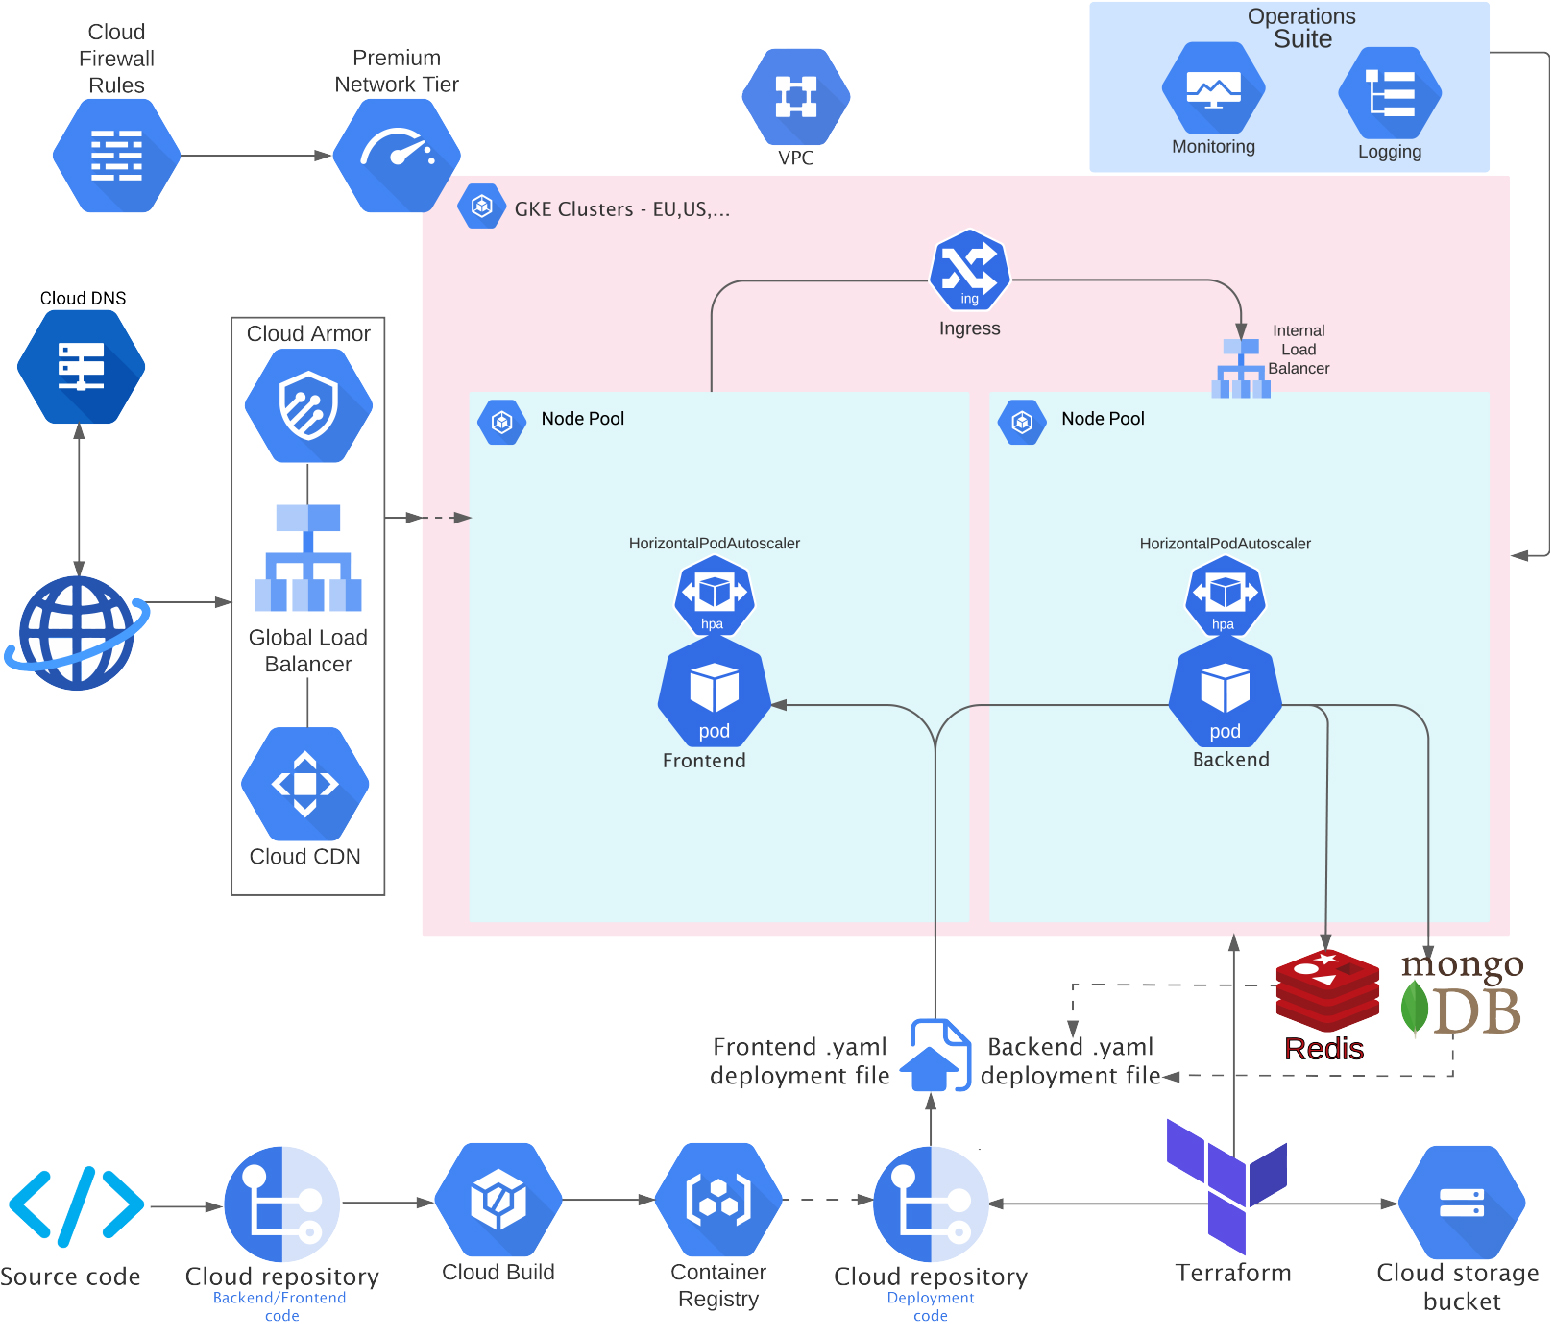 Cloud
Firewall
Rules
Premium
Network Tier
VPC
Operations
Suite
Monitoring
Logging
GKE Clusters - EU,US,...
ing
Ingress
Internal
Load
Balancer
Cloud DNS
Cloud Armor
Global Load
Balancer
Cloud CDN
Node Pool
Node Pool
HorizontalPodAutoscaler
hpa
pod
Frontend
HorizontalPodAutoscaler
hpa
pod
Backend
Redis
mongo
DB
Frontend .yaml
deployment file
Backend .yaml
deployment file
Source code
Cloud repository
Backend/Frontend
code
Cloud Build
Container
Registry
Cloud repository
Deployment
code
Terraform
Cloud storage
bucket